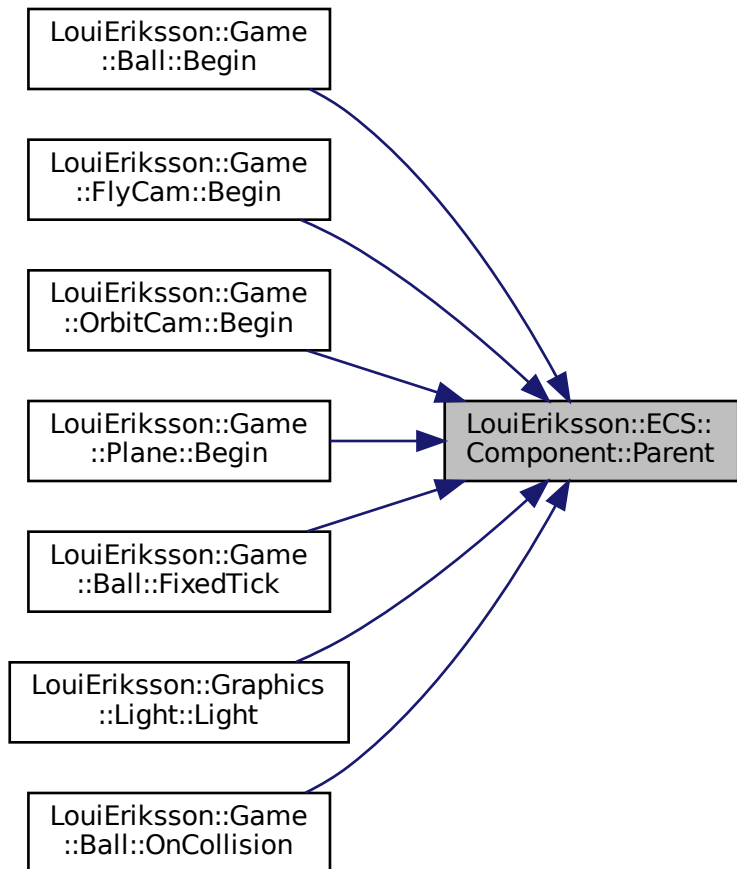 LouiEriksson::Game
::Ball::Begin
LouiEriksson::Game
::FlyCam::Begin
LouiEriksson::Game
::OrbitCam::Begin
LouiEriksson::Game
::Plane::Begin
LouiEriksson::ECS::
Component::Parent
LouiEriksson::Game
::Ball::FixedTick
LouiEriksson::Graphics
::Light::Light
LouiEriksson::Game
::Ball::OnCollision